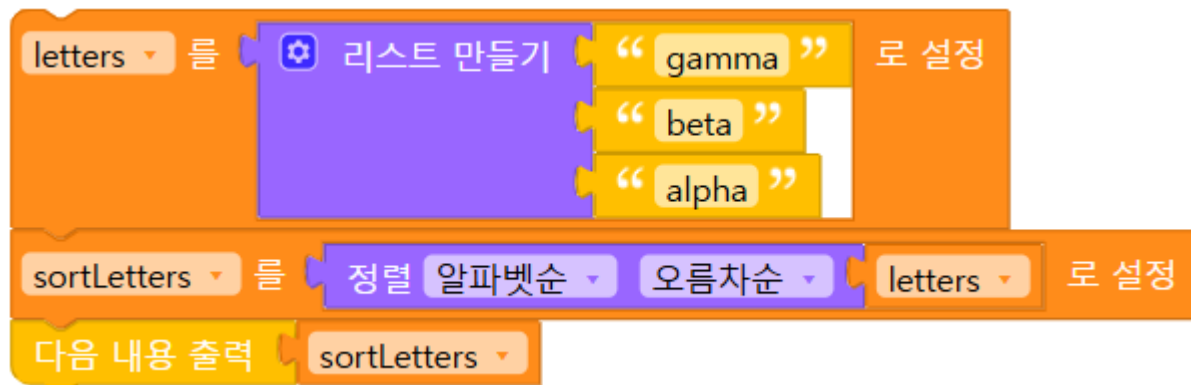 letters 를 리스트 만들기 “ gamma ” 로 설정
“ beta ”
“ alpha ”
sortLetters 를 정렬 알파벳순 오름차순 letters 로 설정
다음 내용 출력 sortLetters